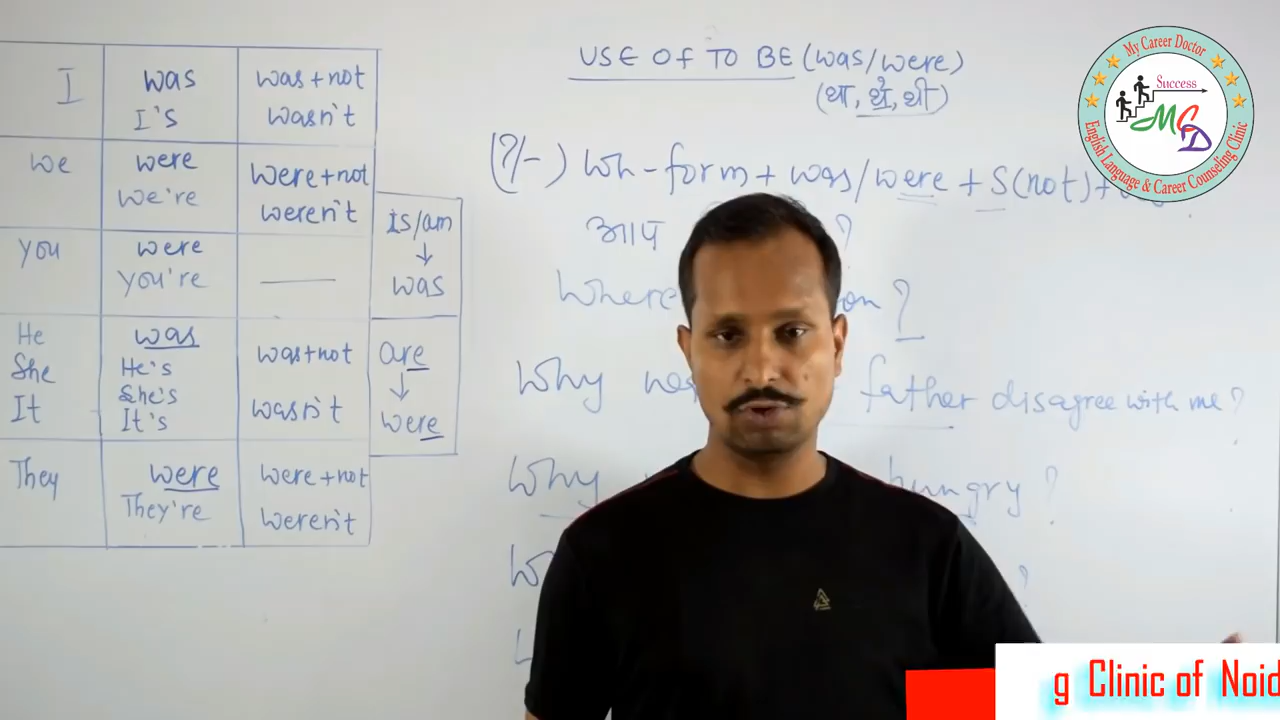 I
was
I's
was+not
wasn't
we
were
we're
were+not
weren't
you
were
you're
He
She
It
was
He's
She's
It's
was+not
wasn't
They
were
They're
were+not
weren't
is/am
↓
was
are
↓
were
USE OF TO BE (was/were)
(था, थे, थी)
(?/-) Wh-form + was/were + S(not)+
आप ?
Where ?
Why father disagree with me?
Why hungry ?
?
My Career Doctor
Success
MCD
English Language & Career Counseling Clinic
g Clinic of Noid